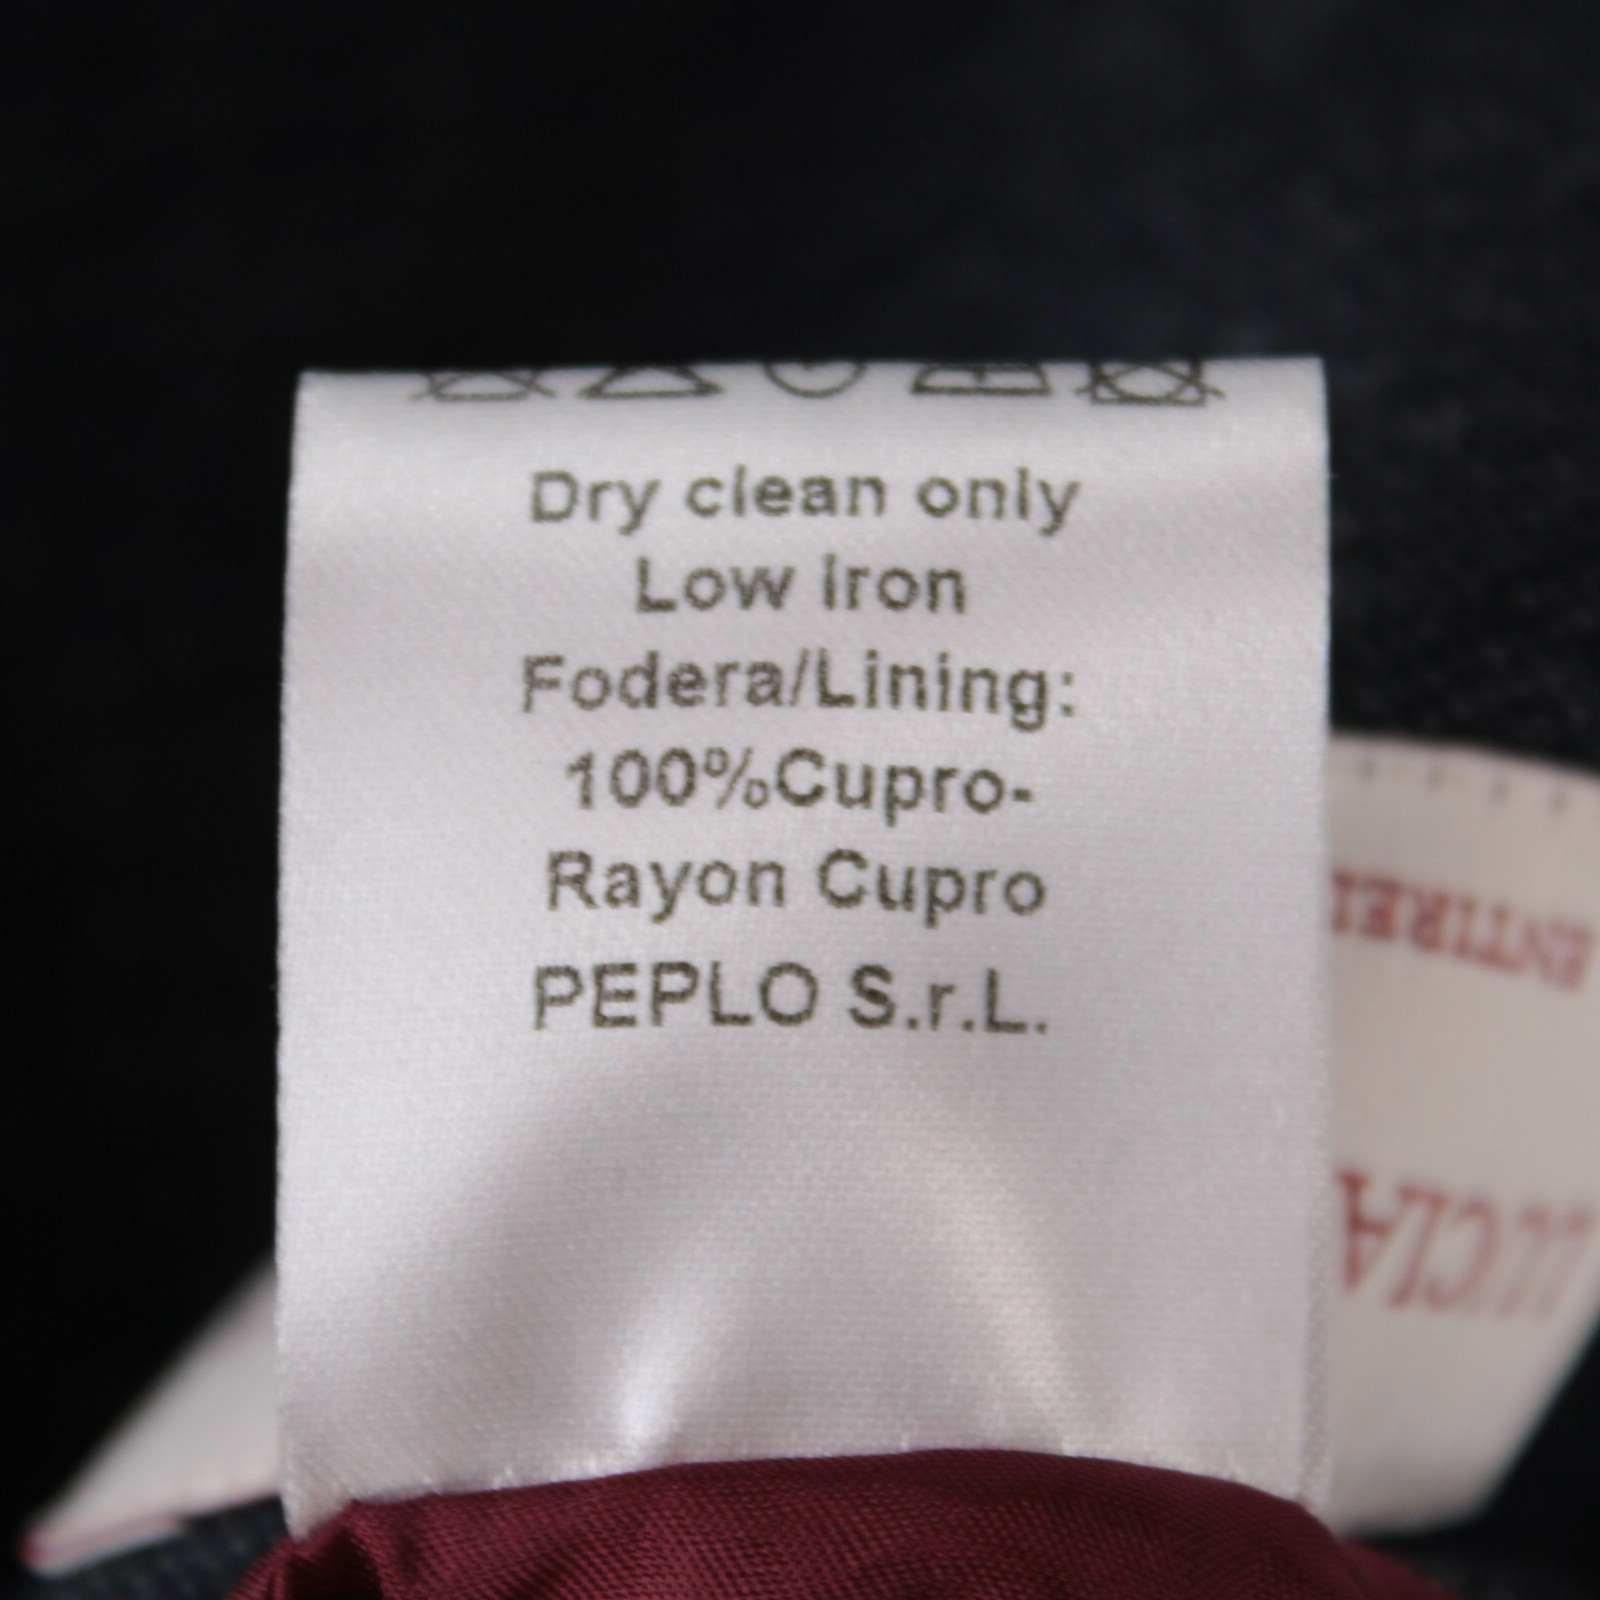 Dry clean only
Low iron
Fodera/Lining:
100%Cupro-
Rayon Cupro
PEPLO S.r.L.